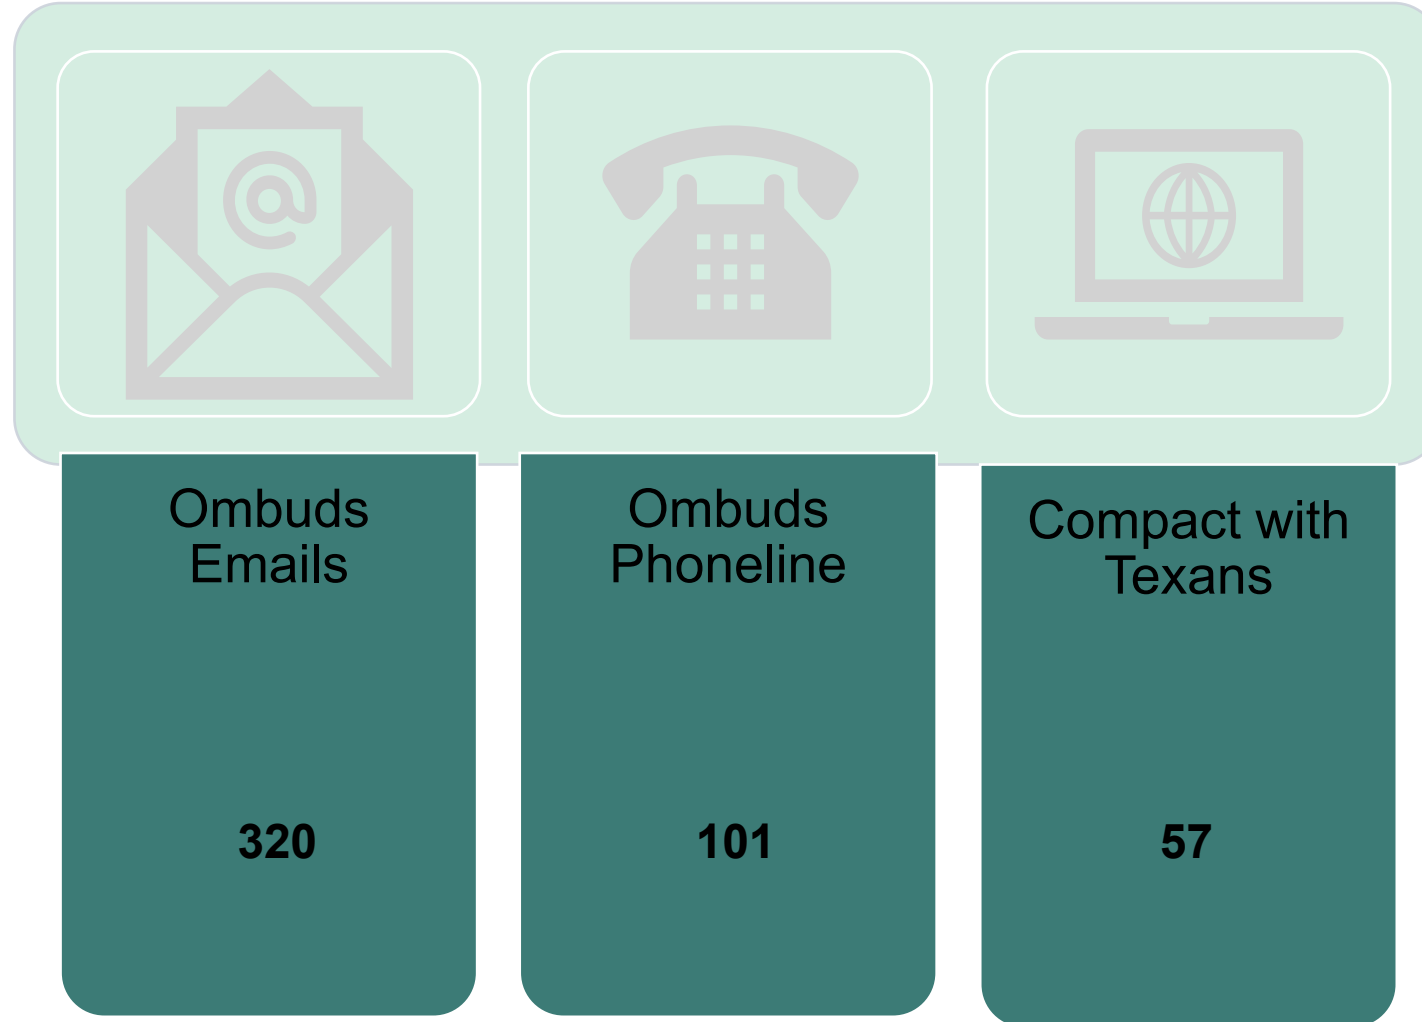 Ombuds
Emails
320
Ombuds
Phoneline
101
Compact with
Texans
57